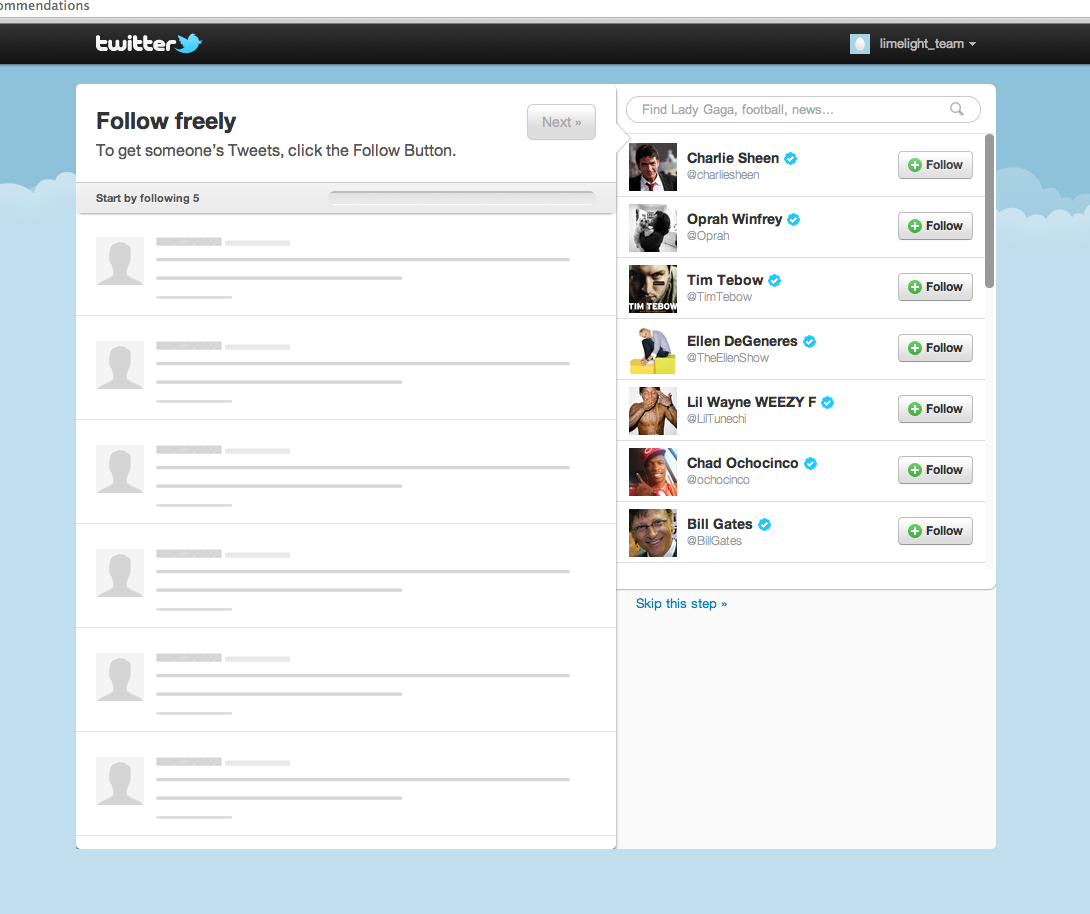 ommendations
twitter
limelight_team
Follow freely
Next »
To get someone's Tweets, click the Follow Button.
Start by following 5
Find Lady Gaga, football, news...
Charlie Sheen
@charliesheen
Follow
Oprah Winfrey
@Oprah
Follow
TIM TEBOW
Tim Tebow
@TimTebow
Follow
Ellen DeGeneres
@TheEllenShow
Follow
Lil Wayne WEEZY F
@LilTunechi
Follow
Chad Ochocinco
@ochocinco
Follow
Bill Gates
@BillGates
Follow
Skip this step »